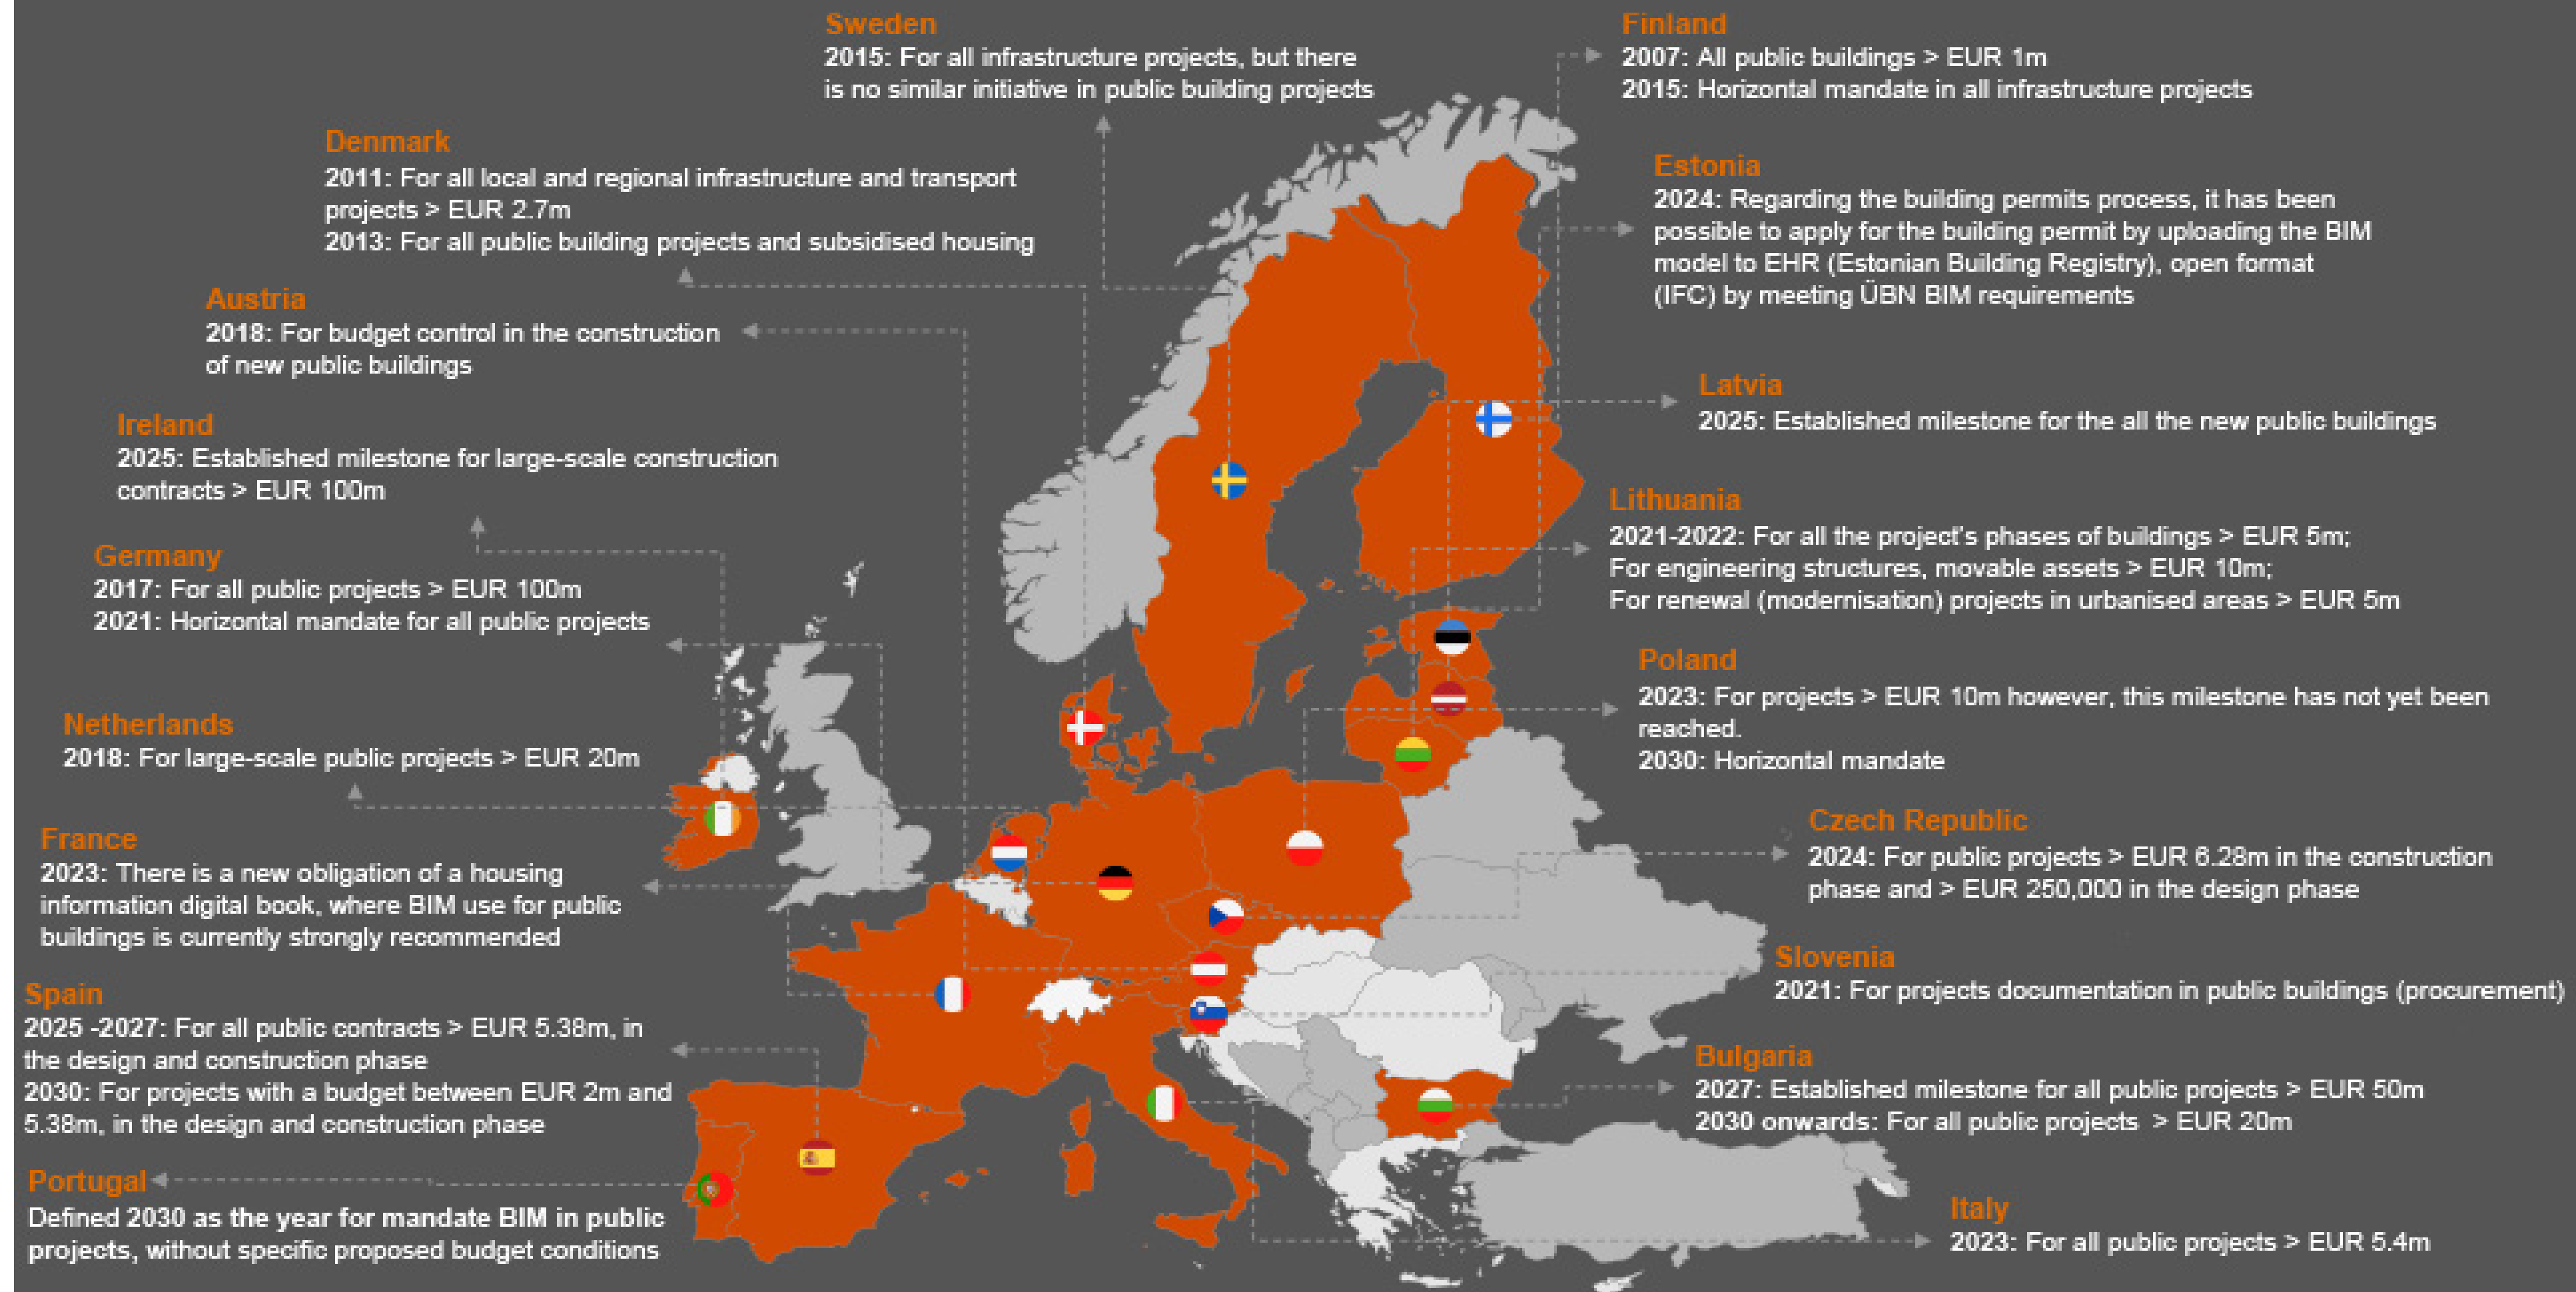 Sweden
2015: For all infrastructure projects, but there
is no similar initiative in public building projects
Finland
2007: All public buildings > EUR 1m
2015: Horizontal mandate in all infrastructure projects
Denmark
2011: For all local and regional infrastructure and transport
projects > EUR 2.7m
2013: For all public building projects and subsidised housing
Estonia
2024: Regarding the building permits process, it has been
possible to apply for the building permit by uploading the BIM
model to EHR (Estonian Building Registry), open format
(IFC) by meeting ÜBN BIM requirements
Austria
2018: For budget control in the construction
of new public buildings
Latvia
2025: Established milestone for the all the new public buildings
Ireland
2025: Established milestone for large-scale construction
contracts > EUR 100m
Lithuania
2021-2022: For all the project's phases of buildings > EUR 5m;
For engineering structures, movable assets > EUR 10m;
For renewal (modernisation) projects in urbanised areas > EUR 5m
Germany
2017: For all public projects > EUR 100m
2021: Horizontal mandate for all public projects
Poland
2023: For projects > EUR 10m however, this milestone has not yet been
reached.
2030: Horizontal mandate
Netherlands
2018: For large-scale public projects > EUR 20m
Czech Republic
2024: For public projects > EUR 6.28m in the construction
phase and > EUR 250,000 in the design phase
France
2023: There is a new obligation of a housing
information digital book, where BIM use for public
buildings is currently strongly recommended
Slovenia
2021: For projects documentation in public buildings (procurement)
Spain
2025 -2027: For all public contracts > EUR 5.38m, in
the design and construction phase
2030: For projects with a budget between EUR 2m and
5.38m, in the design and construction phase
Bulgaria
2027: Established milestone for all public projects > EUR 50m
2030 onwards: For all public projects > EUR 20m
Portugal
Defined 2030 as the year for mandate BIM in public
projects, without specific proposed budget conditions
Italy
2023: For all public projects > EUR 5.4m